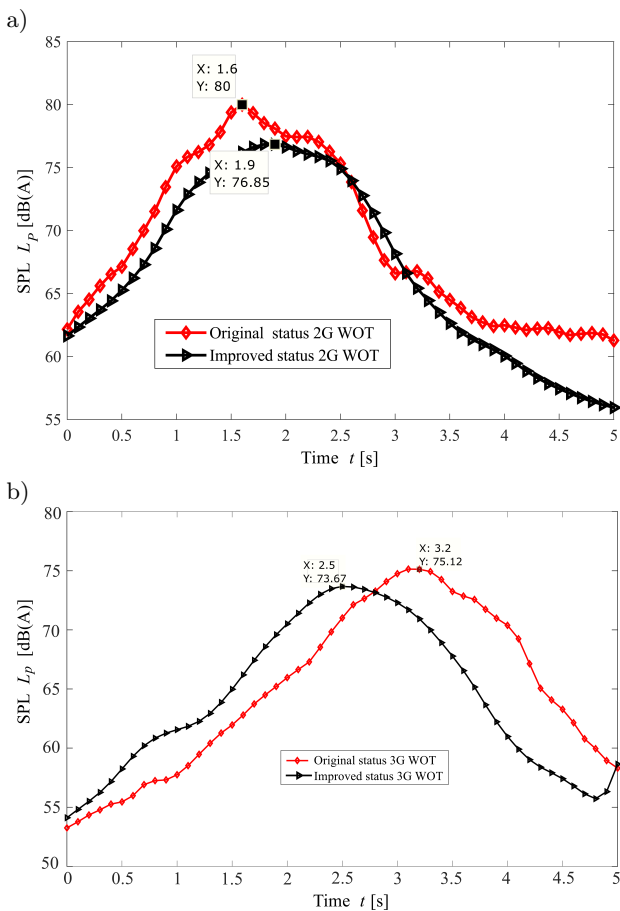 a)
85
80
75
70
65
60
55
SPL Lp [dB(A)]
X: 1.6
Y: 80
X: 1.9
Y: 76.85
Original status 2G WOT
Improved status 2G WOT
0 0.5 1 1.5 2 2.5 3 3.5 4 4.5 5
Time t [s]
b)
80
75
70
65
60
55
50
SPL Lp [dB(A)]
X: 2.5
Y: 73.67
X: 3.2
Y: 75.12
Original status 3G WOT
Improved status 3G WOT
0 0.5 1 1.5 2 2.5 3 3.5 4 4.5 5
Time t [s]